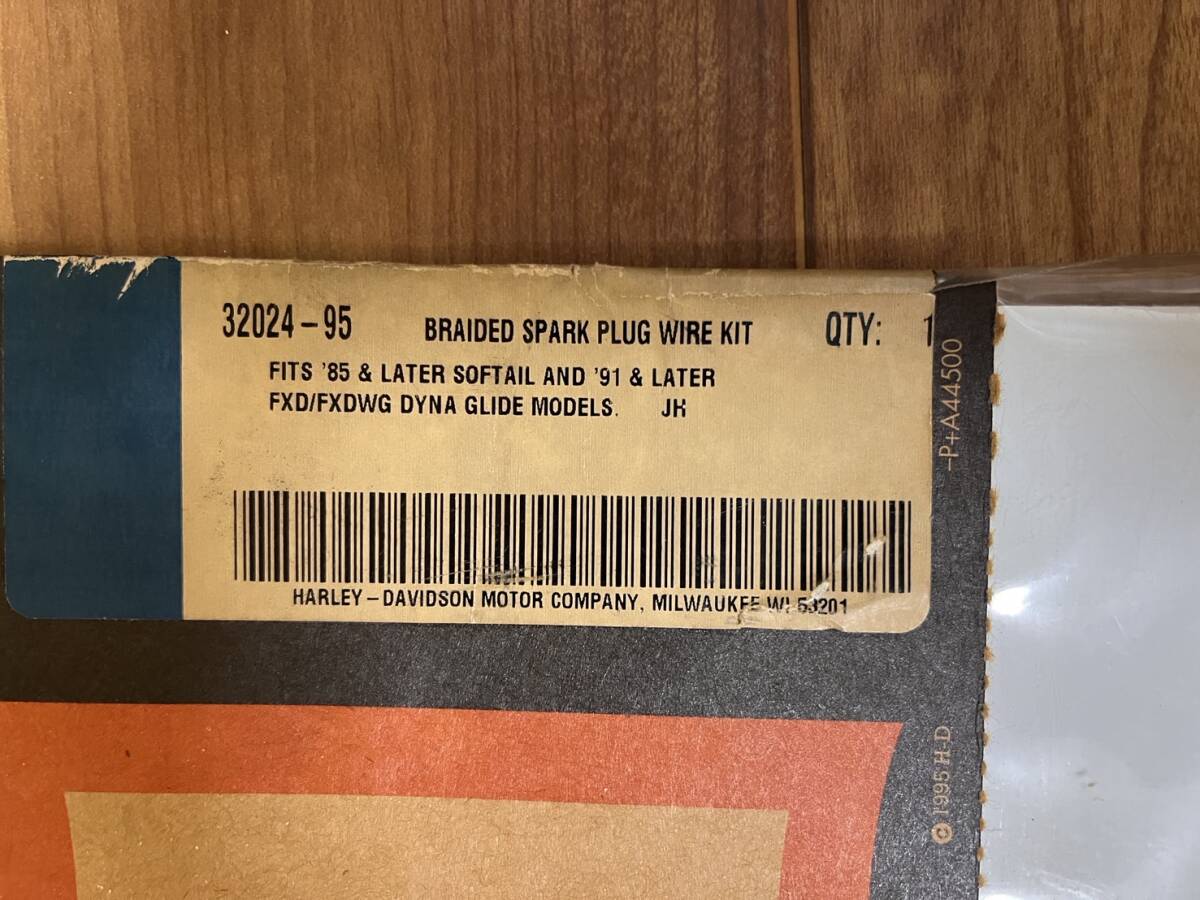 32024-95 BRAIDED SPARK PLUG WIRE KIT QTY: 1
FITS '85 & LATER SOFTAIL AND '91 & LATER
FXD/FXDWG DYNA GLIDE MODELS. JH
HARLEY-DAVIDSON MOTOR COMPANY, MILWAUKEE WI 53201
–P+A44500
© 1995 H-D